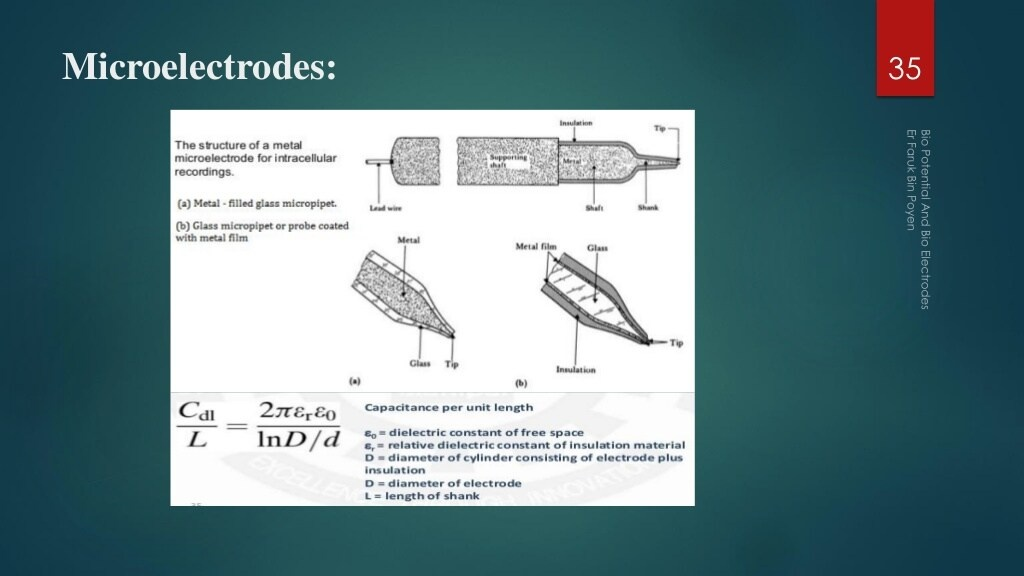 Microelectrodes:
35
Bio Potential And Bio Electrodes
Er Faruk Bin Poyen
The structure of a metal
microelectrode for intracellular
recordings.
(a) Metal - filled glass micropipet.
(b) Glass micropipet or probe coated
with metal film
Insulation
Tip
Supporting
shaft
Metal
Lead wire
Shaft
Shank
Metal
Glass
Tip
(a)
Metal film
Glass
Tip
Insulation
(b)
Cdl/L = 2πεrε0/lnD/d
Capacitance per unit length
ε0 = dielectric constant of free space
εr = relative dielectric constant of insulation material
D = diameter of cylinder consisting of electrode plus
insulation
D = diameter of electrode
L = length of shank